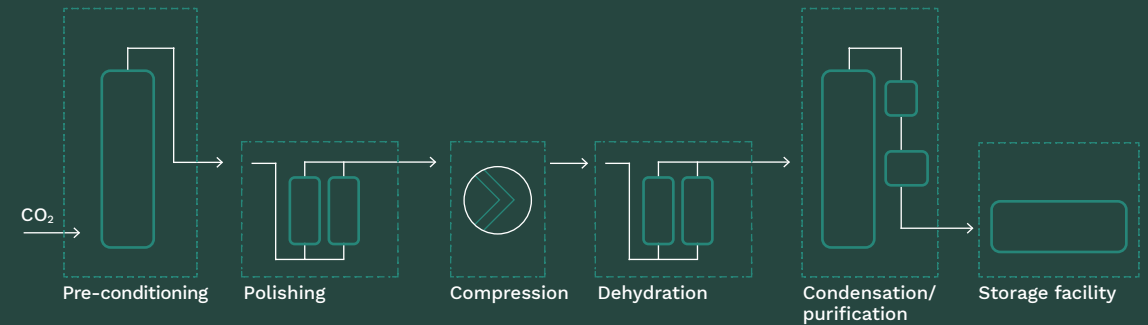 CO₂
Pre-conditioning
Polishing
Compression
Dehydration
Condensation/
purification
Storage facility